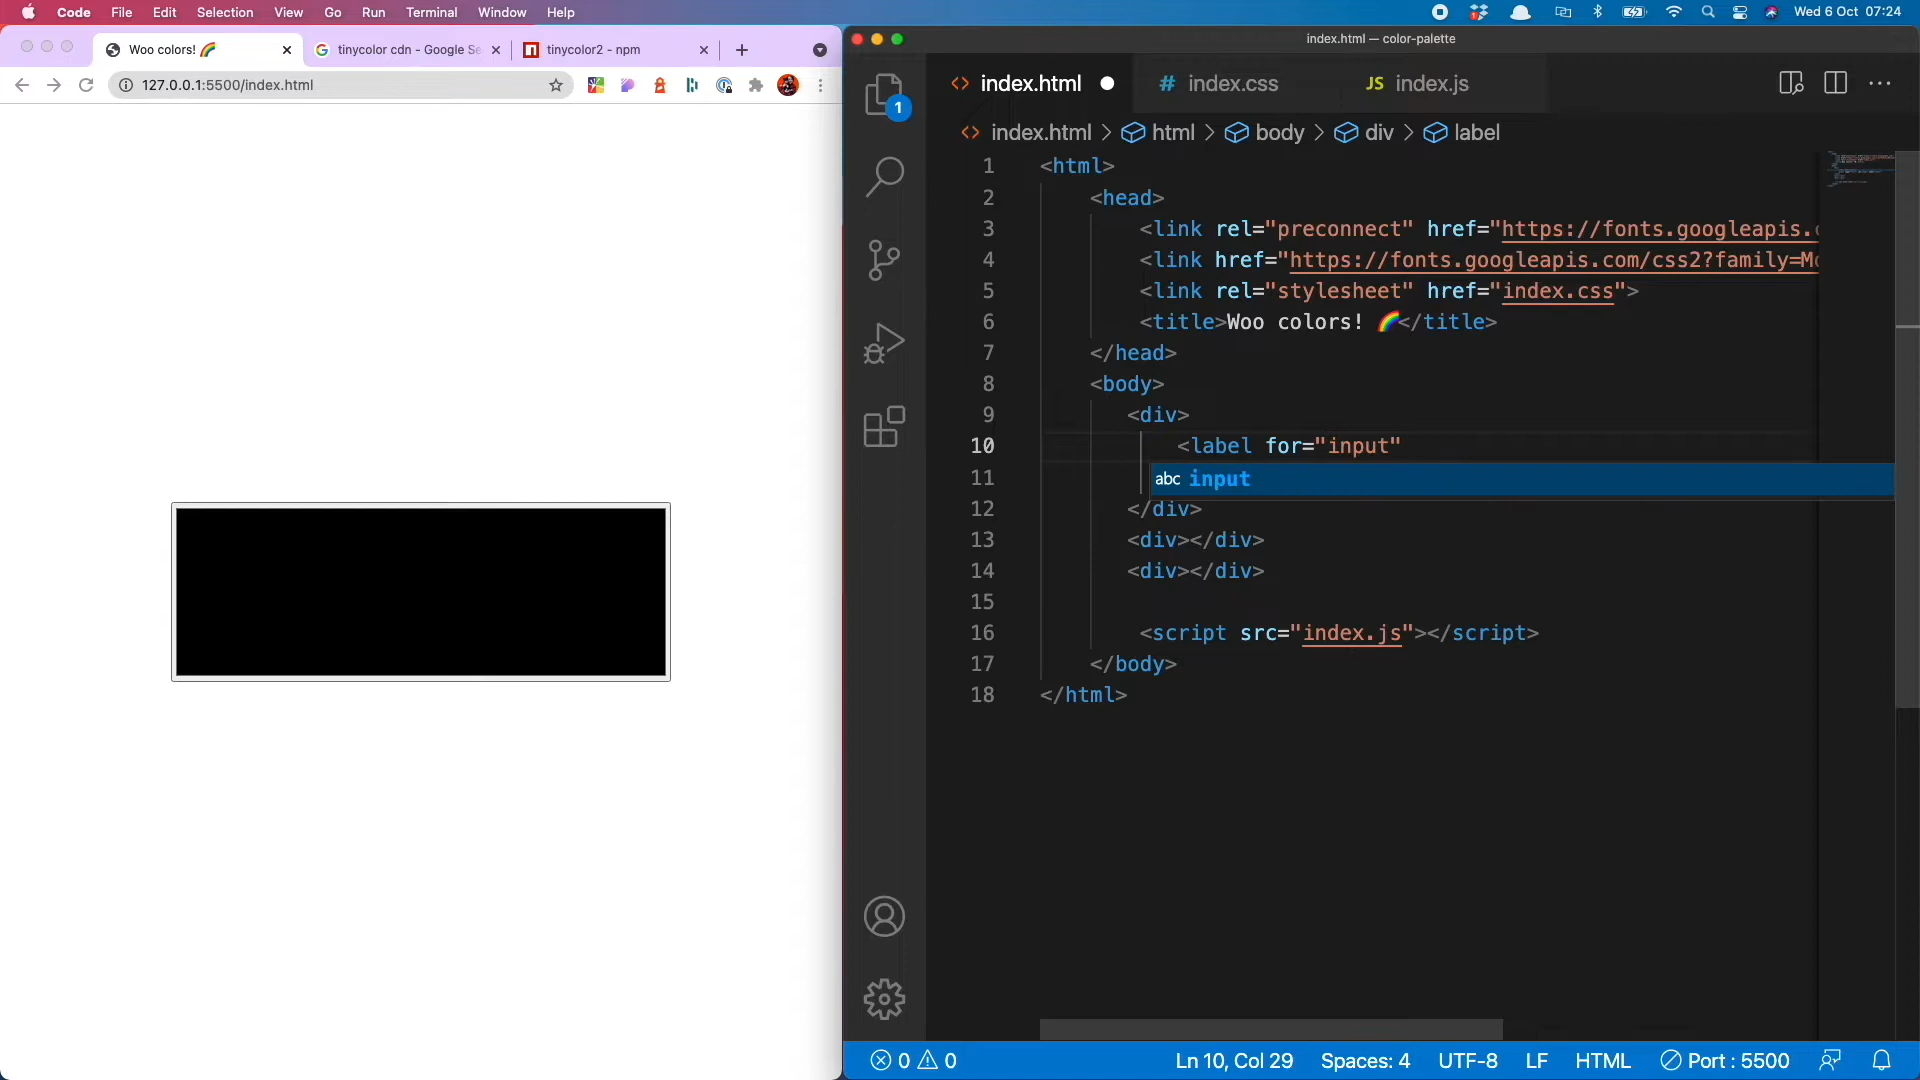 Code File Edit Selection View Go Run Terminal Window Help
Wed 6 Oct 07:24
Woo colors! 🌈
tinycolor cdn - Google Se
tinycolor2 - npm
127.0.0.1:5500/index.html
index.html — color-palette
1
index.html
# index.css
JS index.js
index.html > html > body > div > label
1 <html>
2 <head>
3 <link rel="preconnect" href="https://fonts.googleapis.c
4 <link href="https://fonts.googleapis.com/css2?family=Mo
5 <link rel="stylesheet" href="index.css">
6 <title>Woo colors! 🌈</title>
7 </head>
8 <body>
9 <div>
10 <label for="input"
11
abc input
12 </div>
13 <div></div>
14 <div></div>
15
16 <script src="index.js"></script>
17 </body>
18 </html>
0 0 Ln 10, Col 29 Spaces: 4 UTF-8 LF HTML Port : 5500